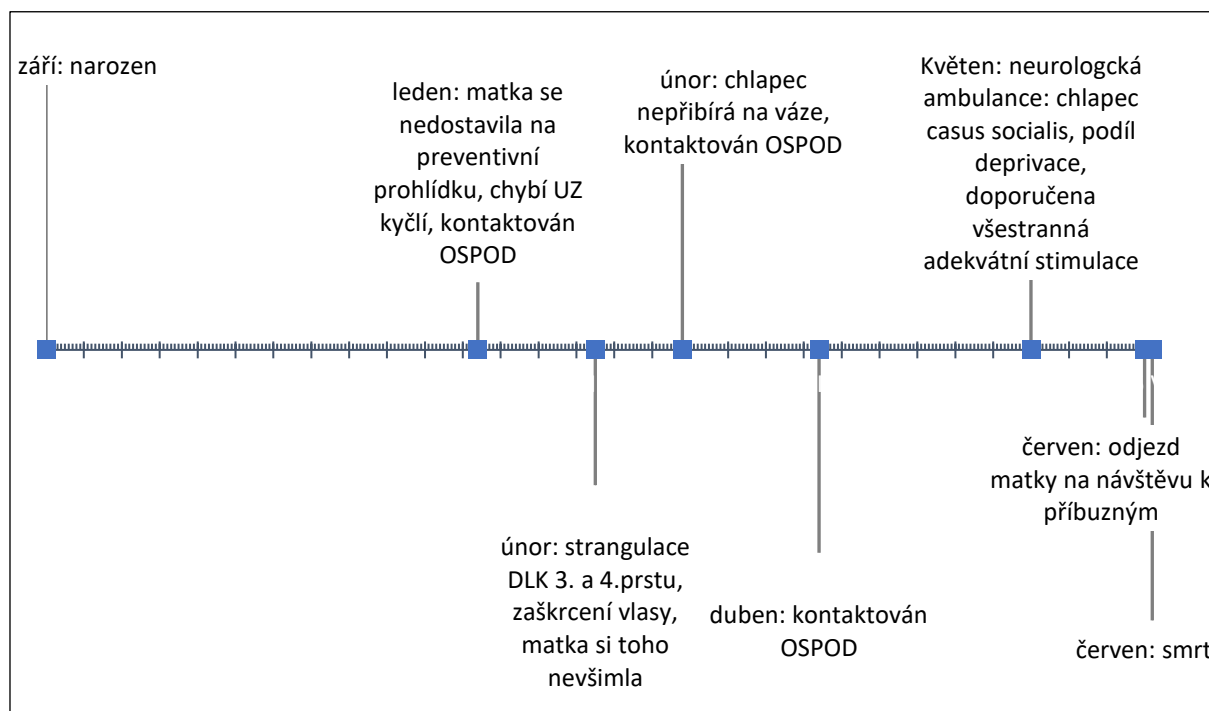 září: narozen
leden: matka se
nedostavila na
preventivní
prohlídku, chybí UZ
kyčlí, kontaktován
OSPOD
únor: strangulace
DLK 3. a 4.prstu,
zaškrcení vlasy,
matka si toho
nevšimla
únor: chlapec
nepřibírá na váze,
kontaktován OSPOD
duben: kontaktován
OSPOD
Květen: neurologcká
ambulance: chlapec
casus socialis, podíl
deprivace,
doporučena
všestranná
adekvátní stimulace
červen: odjezd
matky na návštěvu k
příbuzným
červen: smrt